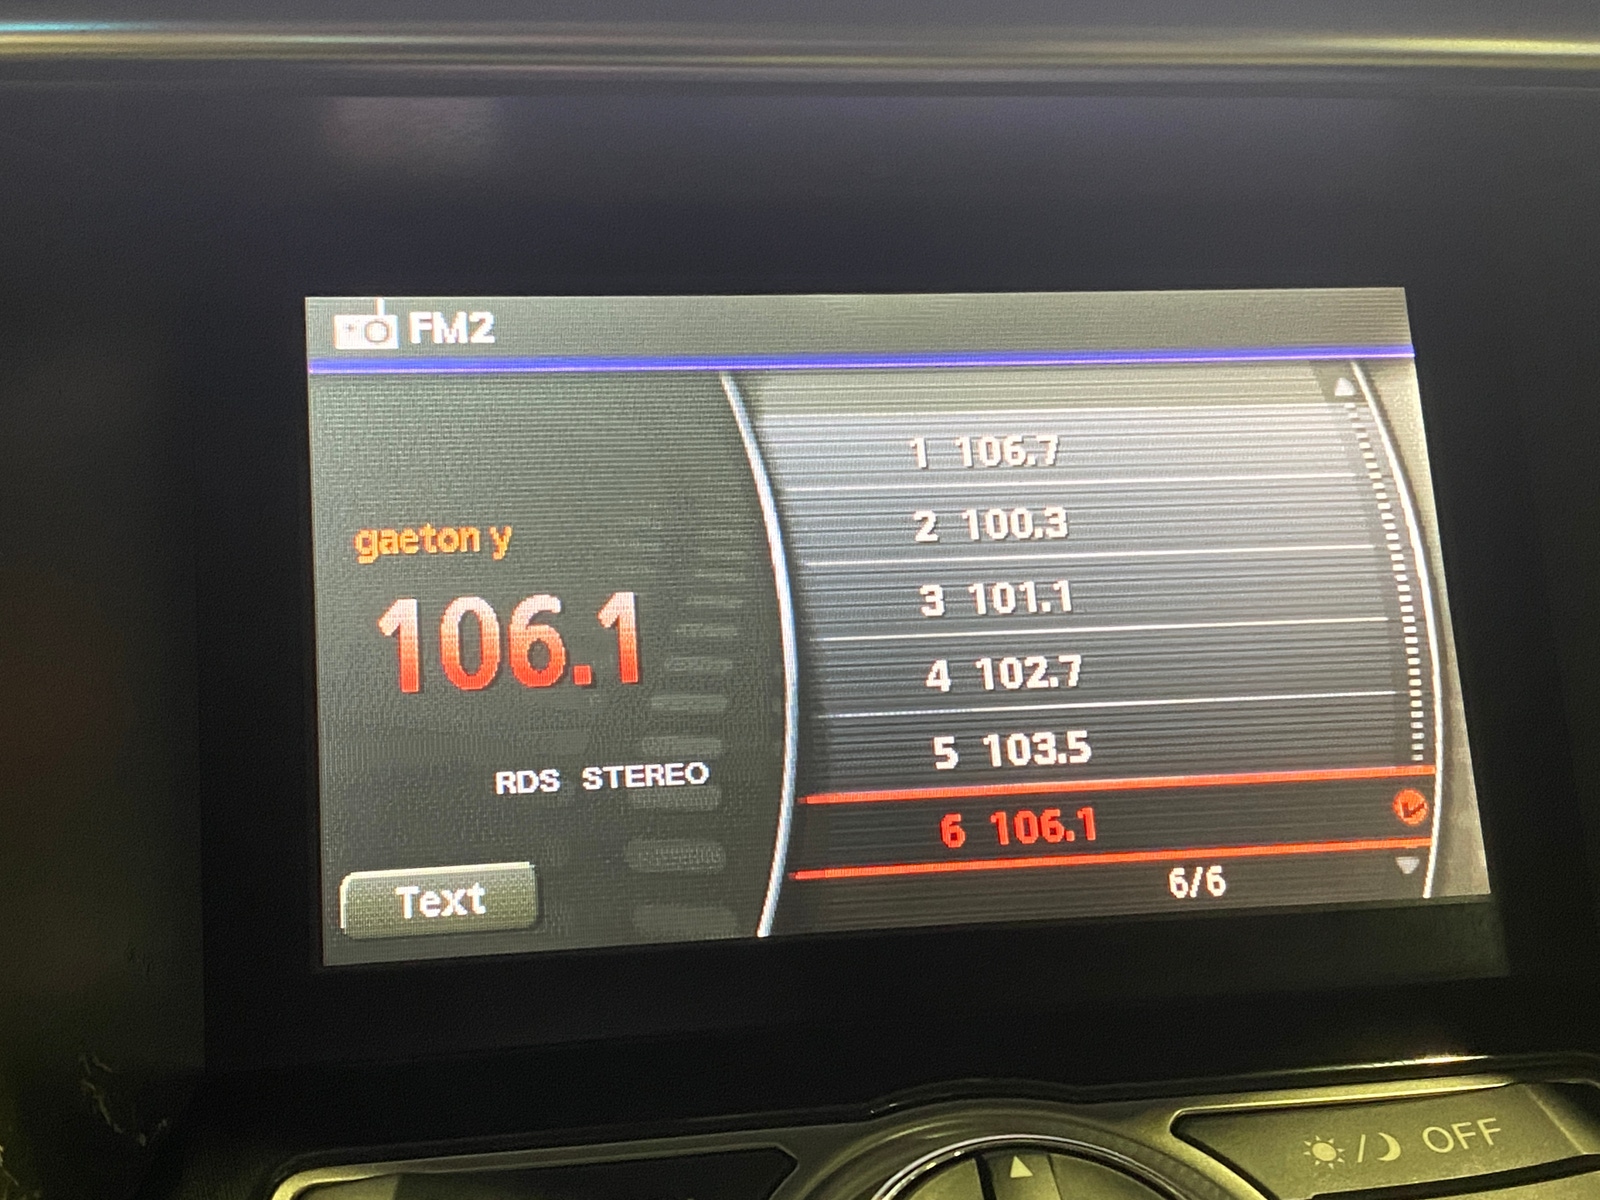 FM2
gaeton y
106.1
RDS STEREO
Text
1 106.7
2 100.3
3 101.1
4 102.7
5 103.5
6 106.1
6/6
/ OFF